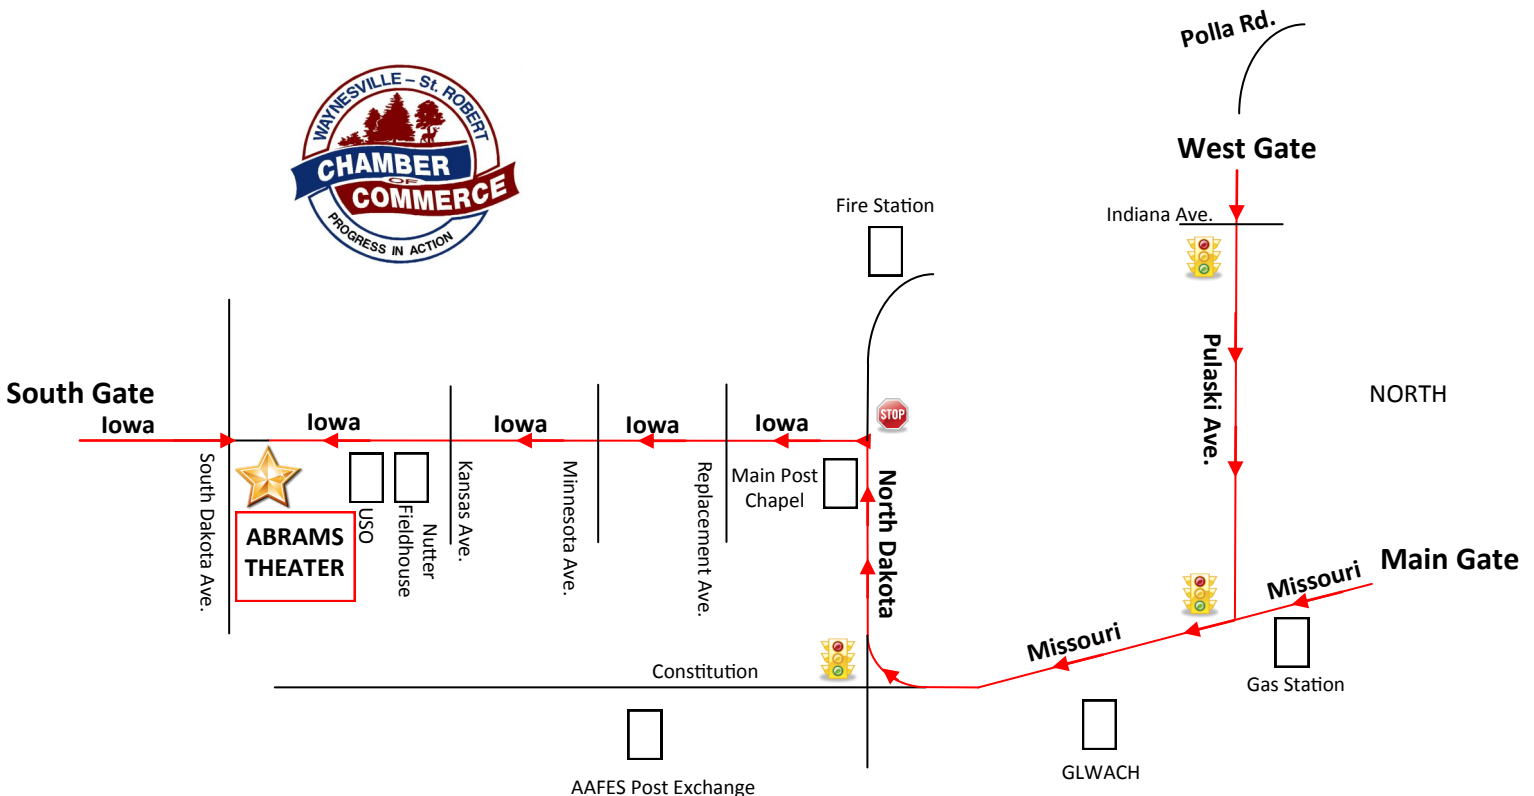 Polla Rd.
WAYNESVILLE – St. ROBERT
CHAMBER
OF
COMMERCE
PROGRESS IN ACTION
West Gate
Fire Station
Indiana Ave.
Pulaski Ave.
NORTH
South Gate
Iowa
Iowa
Iowa
Iowa
Iowa
STOP
South Dakota Ave.
ABRAMS
THEATER
USO
Nutter
Fieldhouse
Kansas Ave.
Minnesota Ave.
Replacement Ave.
Main Post
Chapel
North Dakota
Main Gate
Missouri
Missouri
Constitution
Gas Station
AAFES Post Exchange
GLWACH